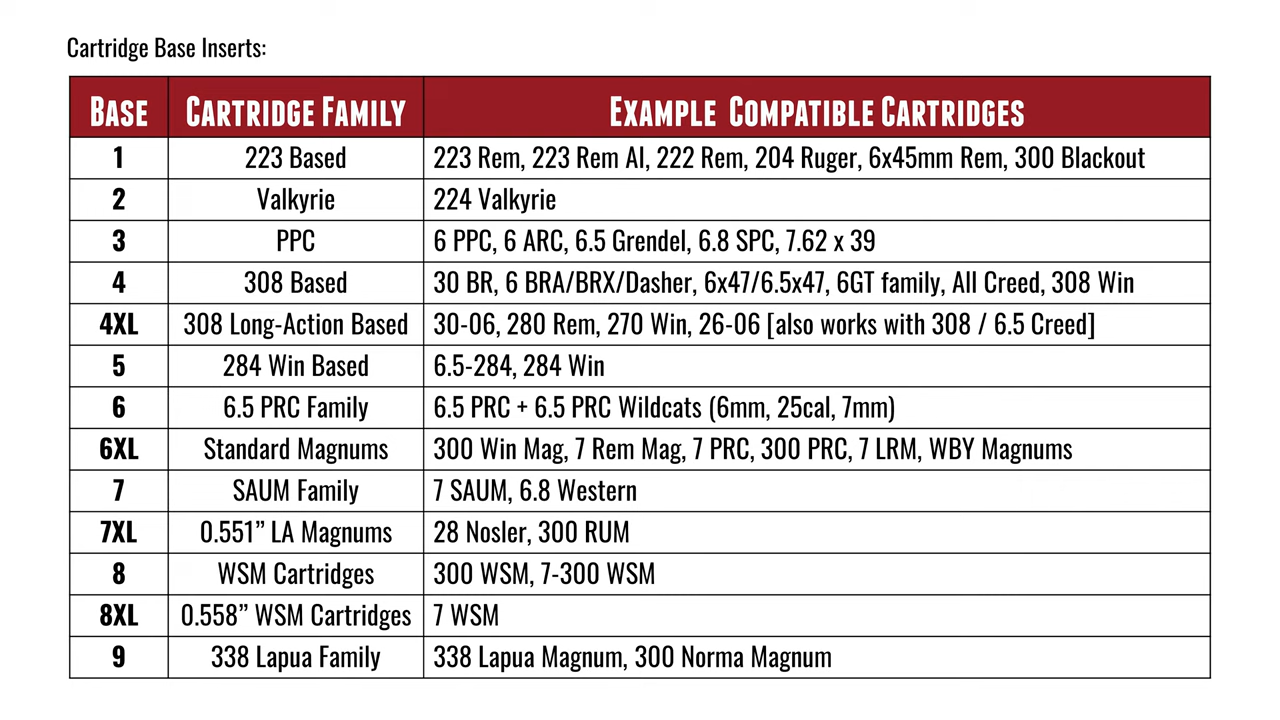 Cartridge Base Inserts:
BASE CARTRIDGE FAMILY EXAMPLE COMPATIBLE CARTRIDGES
1 223 Based 223 Rem, 223 Rem AI, 222 Rem, 204 Ruger, 6x45mm Rem, 300 Blackout
2 Valkyrie 224 Valkyrie
3 PPC 6 PPC, 6 ARC, 6.5 Grendel, 6.8 SPC, 7.62 x 39
4 308 Based 30 BR, 6 BRA/BRX/Dasher, 6x47/6.5x47, 6GT family, All Creed, 308 Win
4XL 308 Long-Action Based 30-06, 280 Rem, 270 Win, 26-06 [also works with 308 / 6.5 Creed]
5 284 Win Based 6.5-284, 284 Win
6 6.5 PRC Family 6.5 PRC + 6.5 PRC Wildcats (6mm, 25cal, 7mm)
6XL Standard Magnums 300 Win Mag, 7 Rem Mag, 7 PRC, 300 PRC, 7 LRM, WBY Magnums
7 SAUM Family 7 SAUM, 6.8 Western
7XL 0.551” LA Magnums 28 Nosler, 300 RUM
8 WSM Cartridges 300 WSM, 7-300 WSM
8XL 0.558” WSM Cartridges 7 WSM
9 338 Lapua Family 338 Lapua Magnum, 300 Norma Magnum